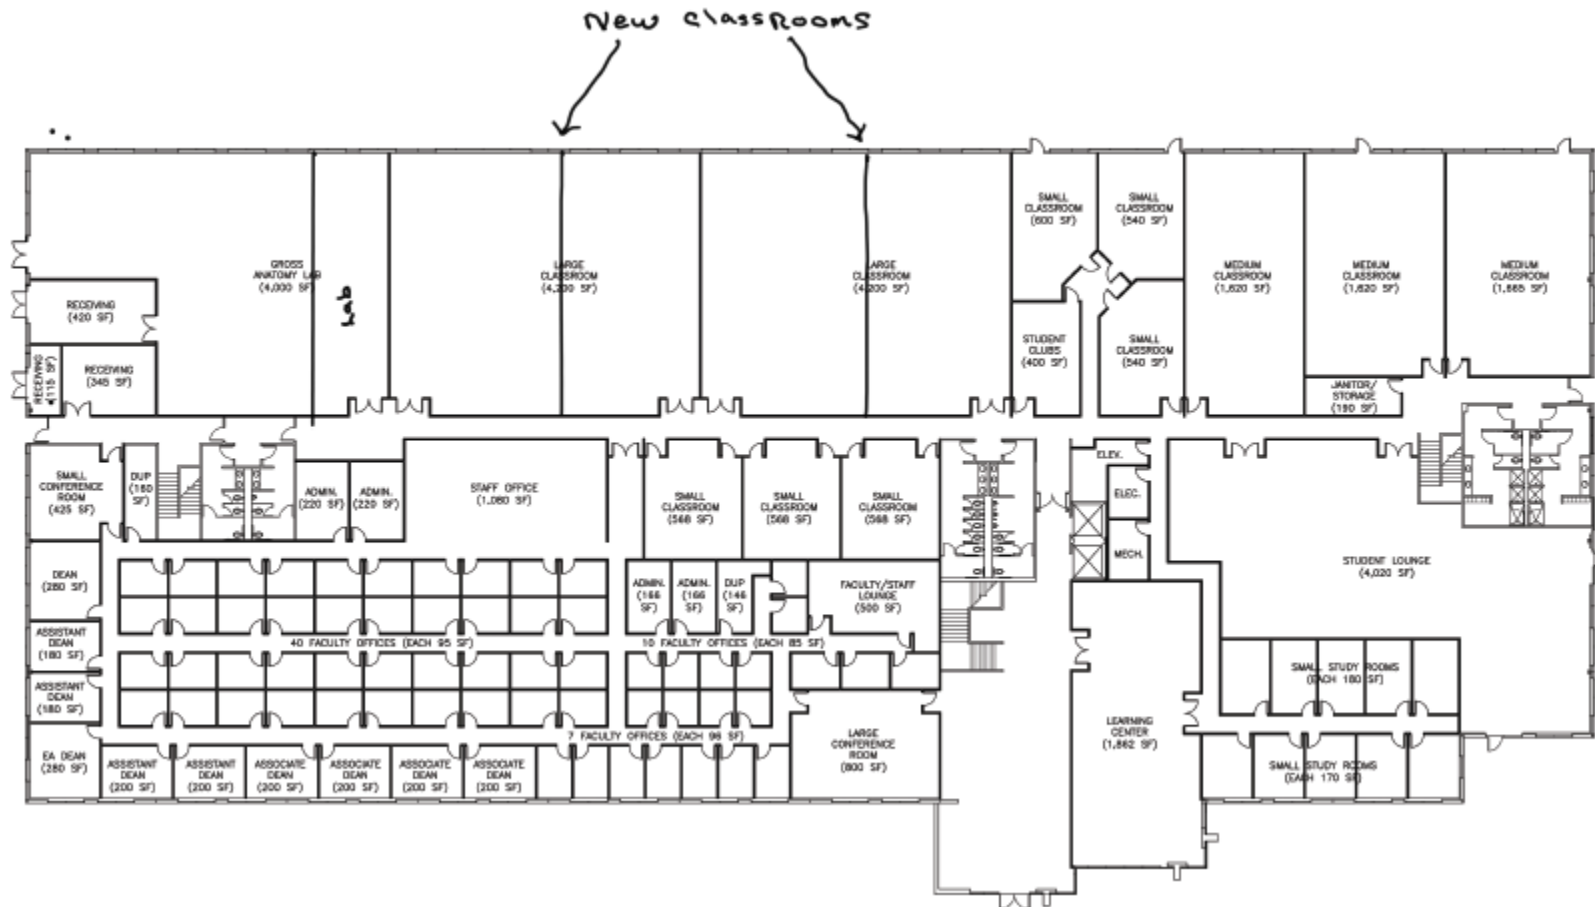 New classrooms
GROSS
ANATOMY LAB
(4,000 SF)
Lab
LARGE
CLASSROOM
(4,200 SF)
LARGE
CLASSROOM
(4,200 SF)
SMALL
CLASSROOM
(600 SF)
SMALL
CLASSROOM
(540 SF)
MEDIUM
CLASSROOM
(1,620 SF)
MEDIUM
CLASSROOM
(1,620 SF)
MEDIUM
CLASSROOM
(1,665 SF)
RECEIVING
(420 SF)
RECEIVING
(115 SF)
RECEIVING
(345 SF)
STUDENT
CLUBS
(400 SF)
SMALL
CLASSROOM
(540 SF)
JANITOR/
STORAGE
(190 SF)
SMALL
CONFERENCE
ROOM
(425 SF)
DUP
(160
SF)
ADMIN.
(220 SF)
ADMIN.
(220 SF)
STAFF OFFICE
(1,080 SF)
SMALL
CLASSROOM
(568 SF)
SMALL
CLASSROOM
(568 SF)
SMALL
CLASSROOM
(568 SF)
ELEV.
ELEC.
MECH.
STUDENT LOUNGE
(4,020 SF)
DEAN
(280 SF)
ADMIN.
(166
SF)
ADMIN.
(166
SF)
DUP
(146
SF)
FACULTY/STAFF
LOUNGE
(500 SF)
ASSISTANT
DEAN
(180 SF)
40 FACULTY OFFICES (EACH 95 SF)
10 FACULTY OFFICES (EACH 85 SF)
ASSISTANT
DEAN
(180 SF)
SMALL STUDY ROOMS
(EACH 180 SF)
EA DEAN
(280 SF)
7 FACULTY OFFICES (EACH 96 SF)
LARGE
CONFERENCE
ROOM
(800 SF)
LEARNING
CENTER
(1,862 SF)
ASSISTANT
DEAN
(200 SF)
ASSISTANT
DEAN
(200 SF)
ASSOCIATE
DEAN
(200 SF)
ASSOCIATE
DEAN
(200 SF)
ASSOCIATE
DEAN
(200 SF)
ASSOCIATE
DEAN
(200 SF)
SMALL STUDY ROOMS
(EACH 170 SF)